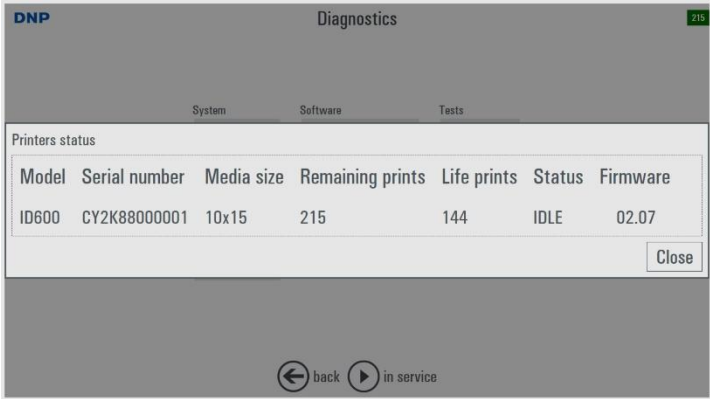 DNP Diagnostics 215
System Software Tests
Printers status
Model Serial number Media size Remaining prints Life prints Status Firmware
ID600 CY2K88000001 10x15 215 144 IDLE 02.07
Close
back in service